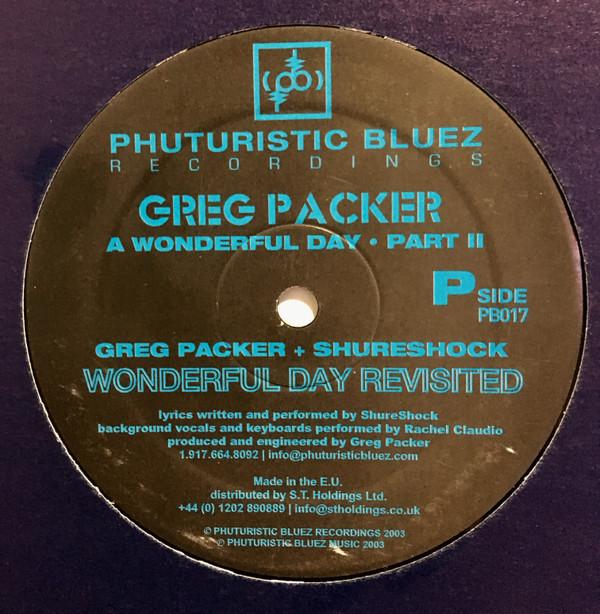 PHUTURISTIC BLUEZ
RECORDINGS
GREG PACKER
A WONDERFUL DAY • PART II
P SIDE
PB017
GREG PACKER + SHURESHOCK
WONDERFUL DAY REVISITED
lyrics written and performed by ShureShock
background vocals and keyboards performed by Rachel Claudio
produced and engineered by Greg Packer
1.917.664.8092 | info@phuturisticbluez.com
Made in the E.U.
distributed by S.T. Holdings Ltd.
+44 (0) 1202 890889 | info@stholdings.co.uk
© PHUTURISTIC BLUEZ RECORDINGS 2003
℗ PHUTURISTIC BLUEZ MUSIC 2003